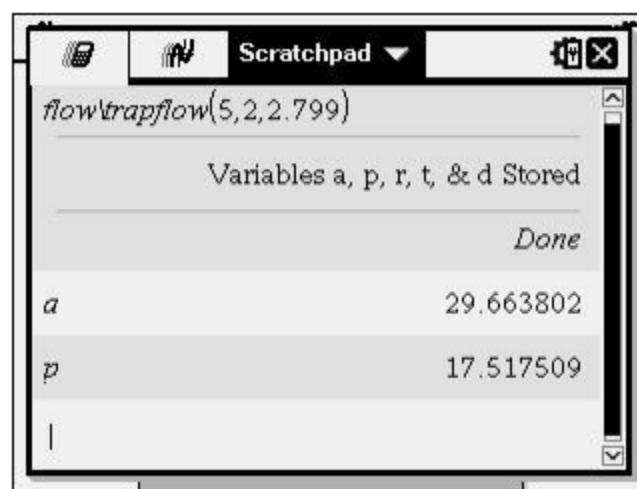 Scratchpad
flow\trapflow(5,2,2.799)
Variables a, p, r, t, & d Stored
Done
a 29.663802
p 17.517509